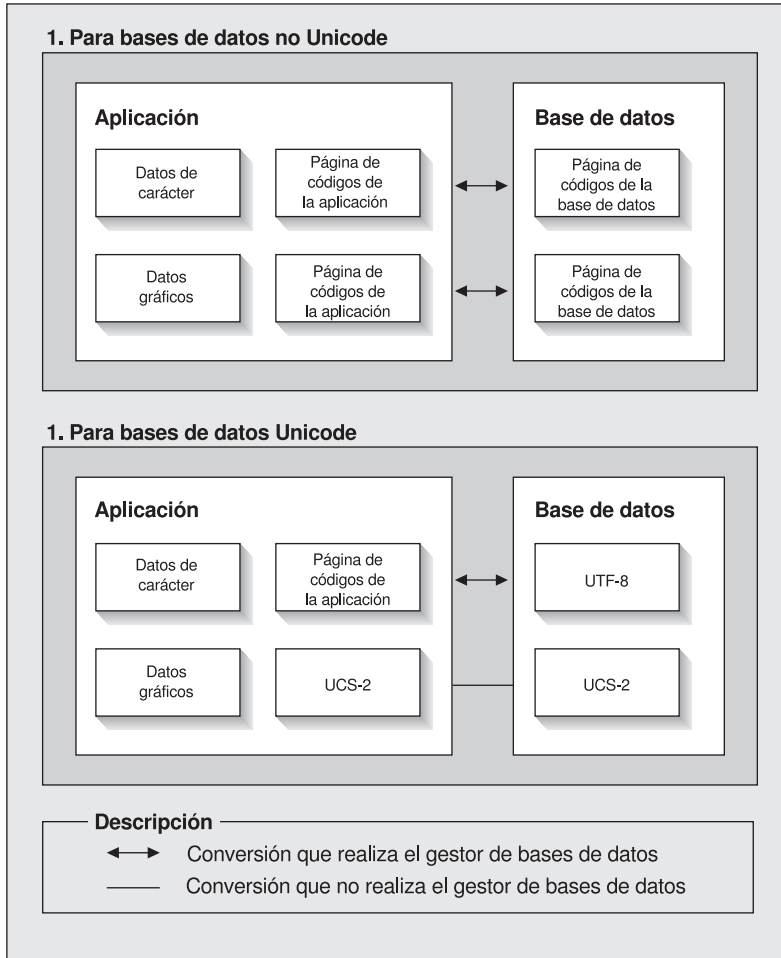 1. Para bases de datos no Unicode
Aplicación
Base de datos
Datos de
carácter
Página de
códigos de
la aplicación
Página de
códigos de la
base de datos
Datos
gráficos
Página de
códigos de
la aplicación
Página de
códigos de la
base de datos
1. Para bases de datos Unicode
Aplicación
Base de datos
Datos de
carácter
Página de
códigos de
la aplicación
UTF-8
Datos
gráficos
UCS-2
UCS-2
Descripción
Conversión que realiza el gestor de bases de datos
Conversión que no realiza el gestor de bases de datos